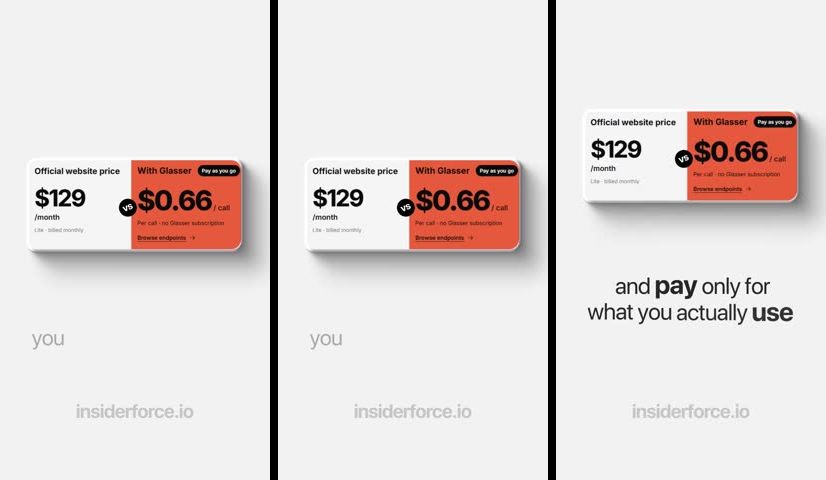 Official website price
$129
/month
Lite · billed monthly
VS
With Glasser
Pay as you go
$0.66 / call
Per call · no Glasser subscription
Browse endpoints →
you
insiderforce.io
Official website price
$129
/month
Lite · billed monthly
VS
With Glasser
Pay as you go
$0.66 / call
Per call · no Glasser subscription
Browse endpoints →
you
insiderforce.io
Official website price
$129
/month
Lite · billed monthly
VS
With Glasser
Pay as you go
$0.66 / call
Per call · no Glasser subscription
Browse endpoints →
and pay only for
what you actually use
insiderforce.io